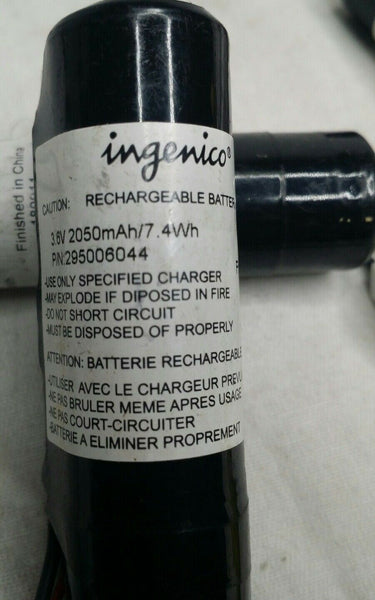 ingenico®
CAUTION: RECHARGEABLE BATTER
3.6V 2050mAh/7.4Wh
P/N:295006044
-USE ONLY SPECIFIED CHARGER
-MAY EXPLODE IF DIPOSED IN FIRE
-DO NOT SHORT CIRCUIT
-MUST BE DISPOSED OF PROPERLY
ATTENTION: BATTERIE RECHARGEABLE
-UTILISER AVEC LE CHARGEUR PREVU
-NE PAS BRULER MEME APRES USAGE
-NE PAS COURT-CIRCUITER
-BATTERIE A ELIMINER PROPREMENT
Finished in China